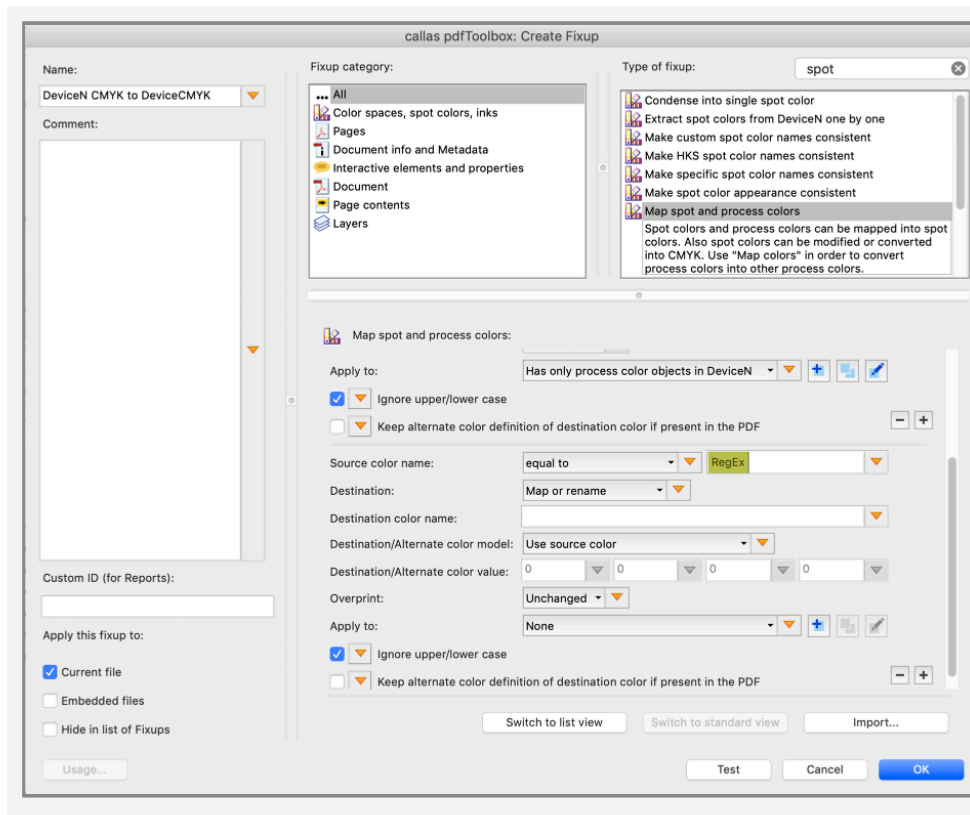 callas pdfToolbox: Create Fixup
Name:
DeviceN CMYK to DeviceCMYK
Comment:
Custom ID (for Reports):
Apply this fixup to:
Current file
Embedded files
Hide in list of Fixups
Usage...
Fixup category:
All
Color spaces, spot colors, inks
Pages
Document info and Metadata
Interactive elements and properties
Document
Page contents
Layers
Type of fixup:
spot
Condense into single spot color
Extract spot colors from DeviceN one by one
Make custom spot color names consistent
Make HKS spot color names consistent
Make specific spot color names consistent
Make spot color appearance consistent
Map spot and process colors
Spot colors and process colors can be mapped into spot
colors. Also spot colors can be modified or converted
into CMYK. Use "Map colors" in order to convert
process colors into other process colors.
Map spot and process colors:
Apply to: Has only process color objects in DeviceN
Ignore upper/lower case
Keep alternate color definition of destination color if present in the PDF
Source color name: equal to RegEx
Destination: Map or rename
Destination color name:
Destination/Alternate color model: Use source color
Destination/Alternate color value: 0 0 0 0
Overprint: Unchanged
Apply to: None
Ignore upper/lower case
Keep alternate color definition of destination color if present in the PDF
Switch to list view Switch to standard view Import...
Test Cancel OK